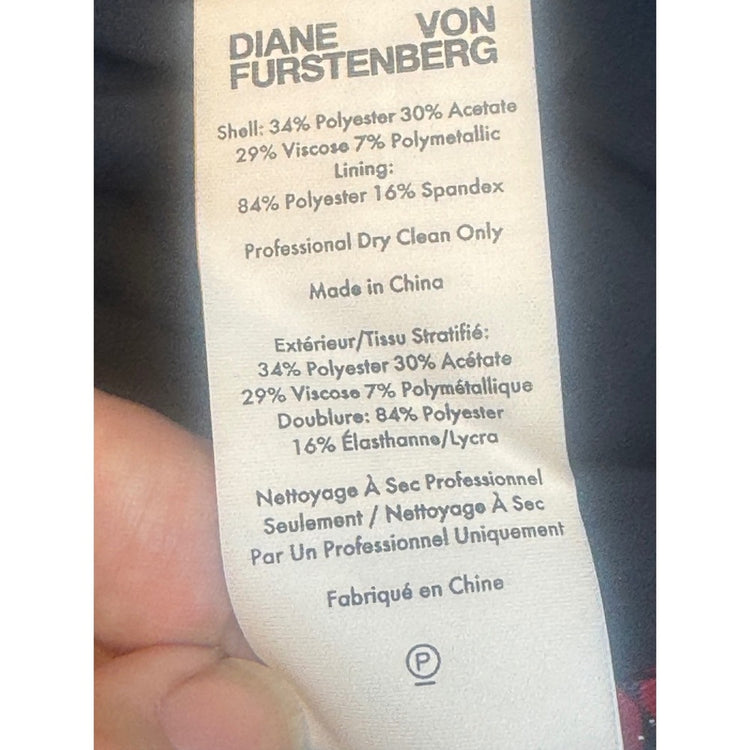 DIANE VON
FURSTENBERG
Shell: 34% Polyester 30% Acetate
29% Viscose 7% Polymetallic
Lining:
84% Polyester 16% Spandex
Professional Dry Clean Only
Made in China
Extérieur/Tissu Stratifié:
34% Polyester 30% Acétate
29% Viscose 7% Polymétallique
Doublure: 84% Polyester
16% Élasthanne/Lycra
Nettoyage À Sec Professionnel
Seulement / Nettoyage À Sec
Par Un Professionnel Uniquement
Fabriqué en Chine
P